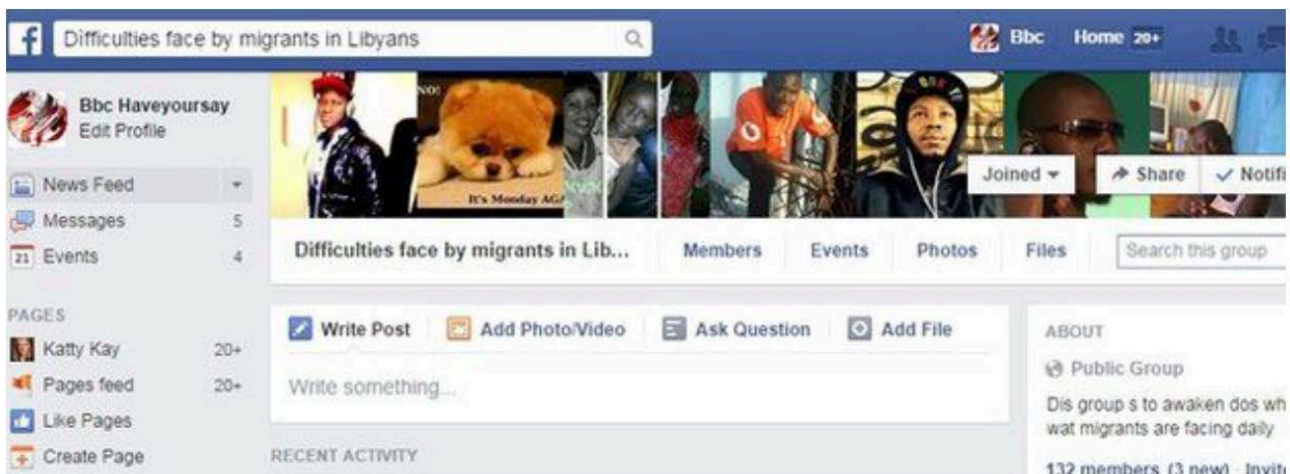 Difficulties face by migrants in Libyans
Bbc Home 20+
Bbc Haveyoursay
Edit Profile
NO!
It's Monday AGA
Joined Share Notifi
News Feed
Messages 5
Events 4
Difficulties face by migrants in Lib... Members Events Photos Files Search this group
PAGES
Katty Kay 20+
Pages feed 20+
Like Pages
Create Page
Write Post Add Photo/Video Ask Question Add File
Write something...
RECENT ACTIVITY
ABOUT
Public Group
Dis group s to awaken dos wh
wat migrants are facing daily
132 members (3 new) · Invite